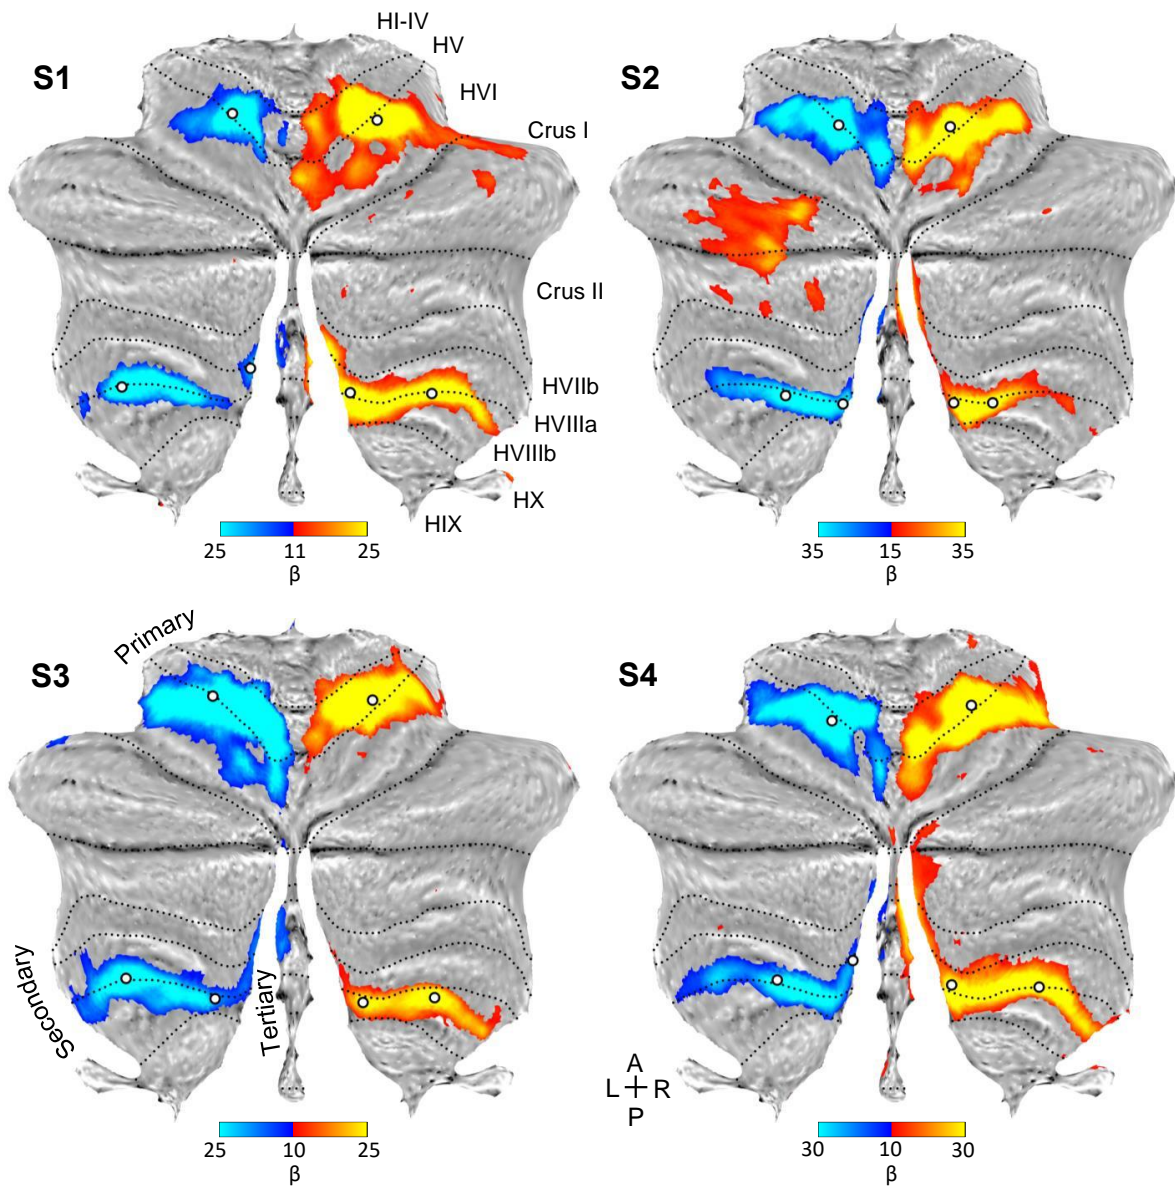 S1
HI-IV
HV
HVI
Crus I
Crus II
HVIIb
HVIIIa
HVIIIb
HX
HIX
25 11 25
β
S2
35 15 35
β
S3
Primary
Secondary
Tertiary
25 10 25
β
S4
A
L R
P
30 10 30
β